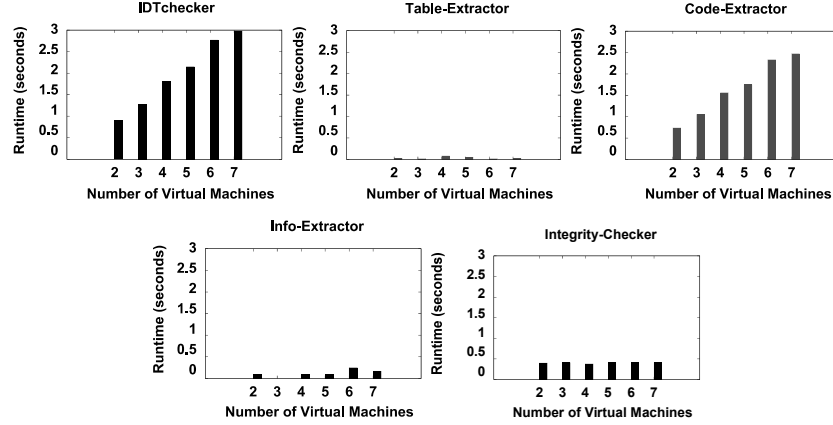 IDTchecker
Runtime (seconds)
3
2.5
2
1.5
1
0.5
0
2 3 4 5 6 7
Number of Virtual Machines
Table-Extractor
Runtime (seconds)
3
2.5
2
1.5
1
0.5
0
2 3 4 5 6 7
Number of Virtual Machines
Code-Extractor
Runtime (seconds)
3
2.5
2
1.5
1
0.5
0
2 3 4 5 6 7
Number of Virtual Machines
Info-Extractor
Runtime (seconds)
3
2.5
2
1.5
1
0.5
0
2 3 4 5 6 7
Number of Virtual Machines
Integrity-Checker
Runtime (seconds)
3
2.5
2
1.5
1
0.5
0
2 3 4 5 6 7
Number of Virtual Machines